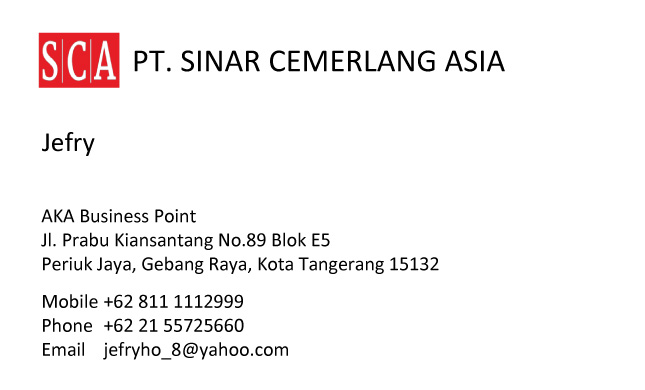 SCA PT. SINAR CEMERLANG ASIA
Jefry
AKA Business Point
Jl. Prabu Kiansantang No.89 Blok E5
Periuk Jaya, Gebang Raya, Kota Tangerang 15132
Mobile +62 811 1112999
Phone +62 21 55725660
Email jefryho_8@yahoo.com